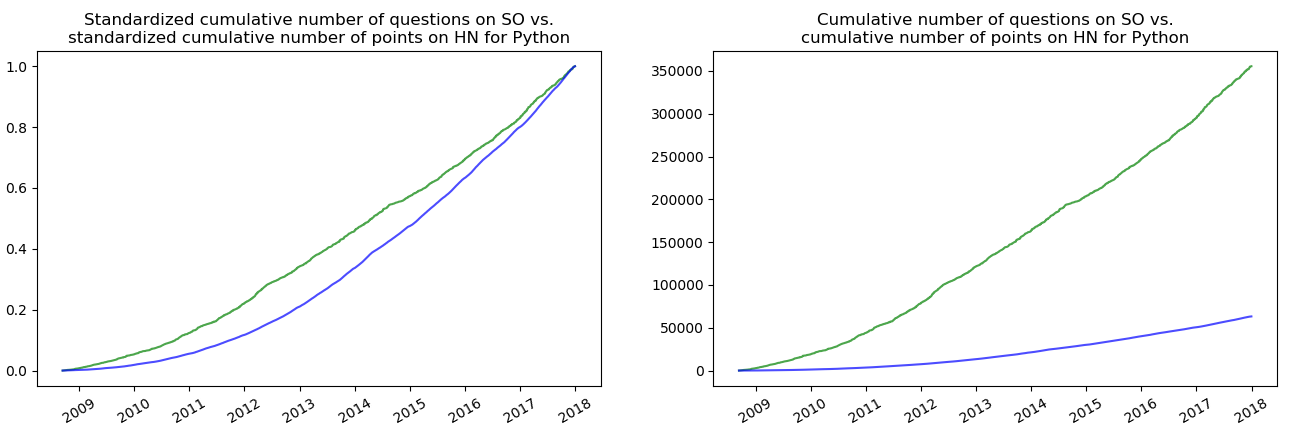 Standardized cumulative number of questions on SO vs.
standardized cumulative number of points on HN for Python
1.0
0.8
0.6
0.4
0.2
0.0
2009 2010 2011 2012 2013 2014 2015 2016 2017 2018
Cumulative number of questions on SO vs.
cumulative number of points on HN for Python
350000
300000
250000
200000
150000
100000
50000
0
2009 2010 2011 2012 2013 2014 2015 2016 2017 2018